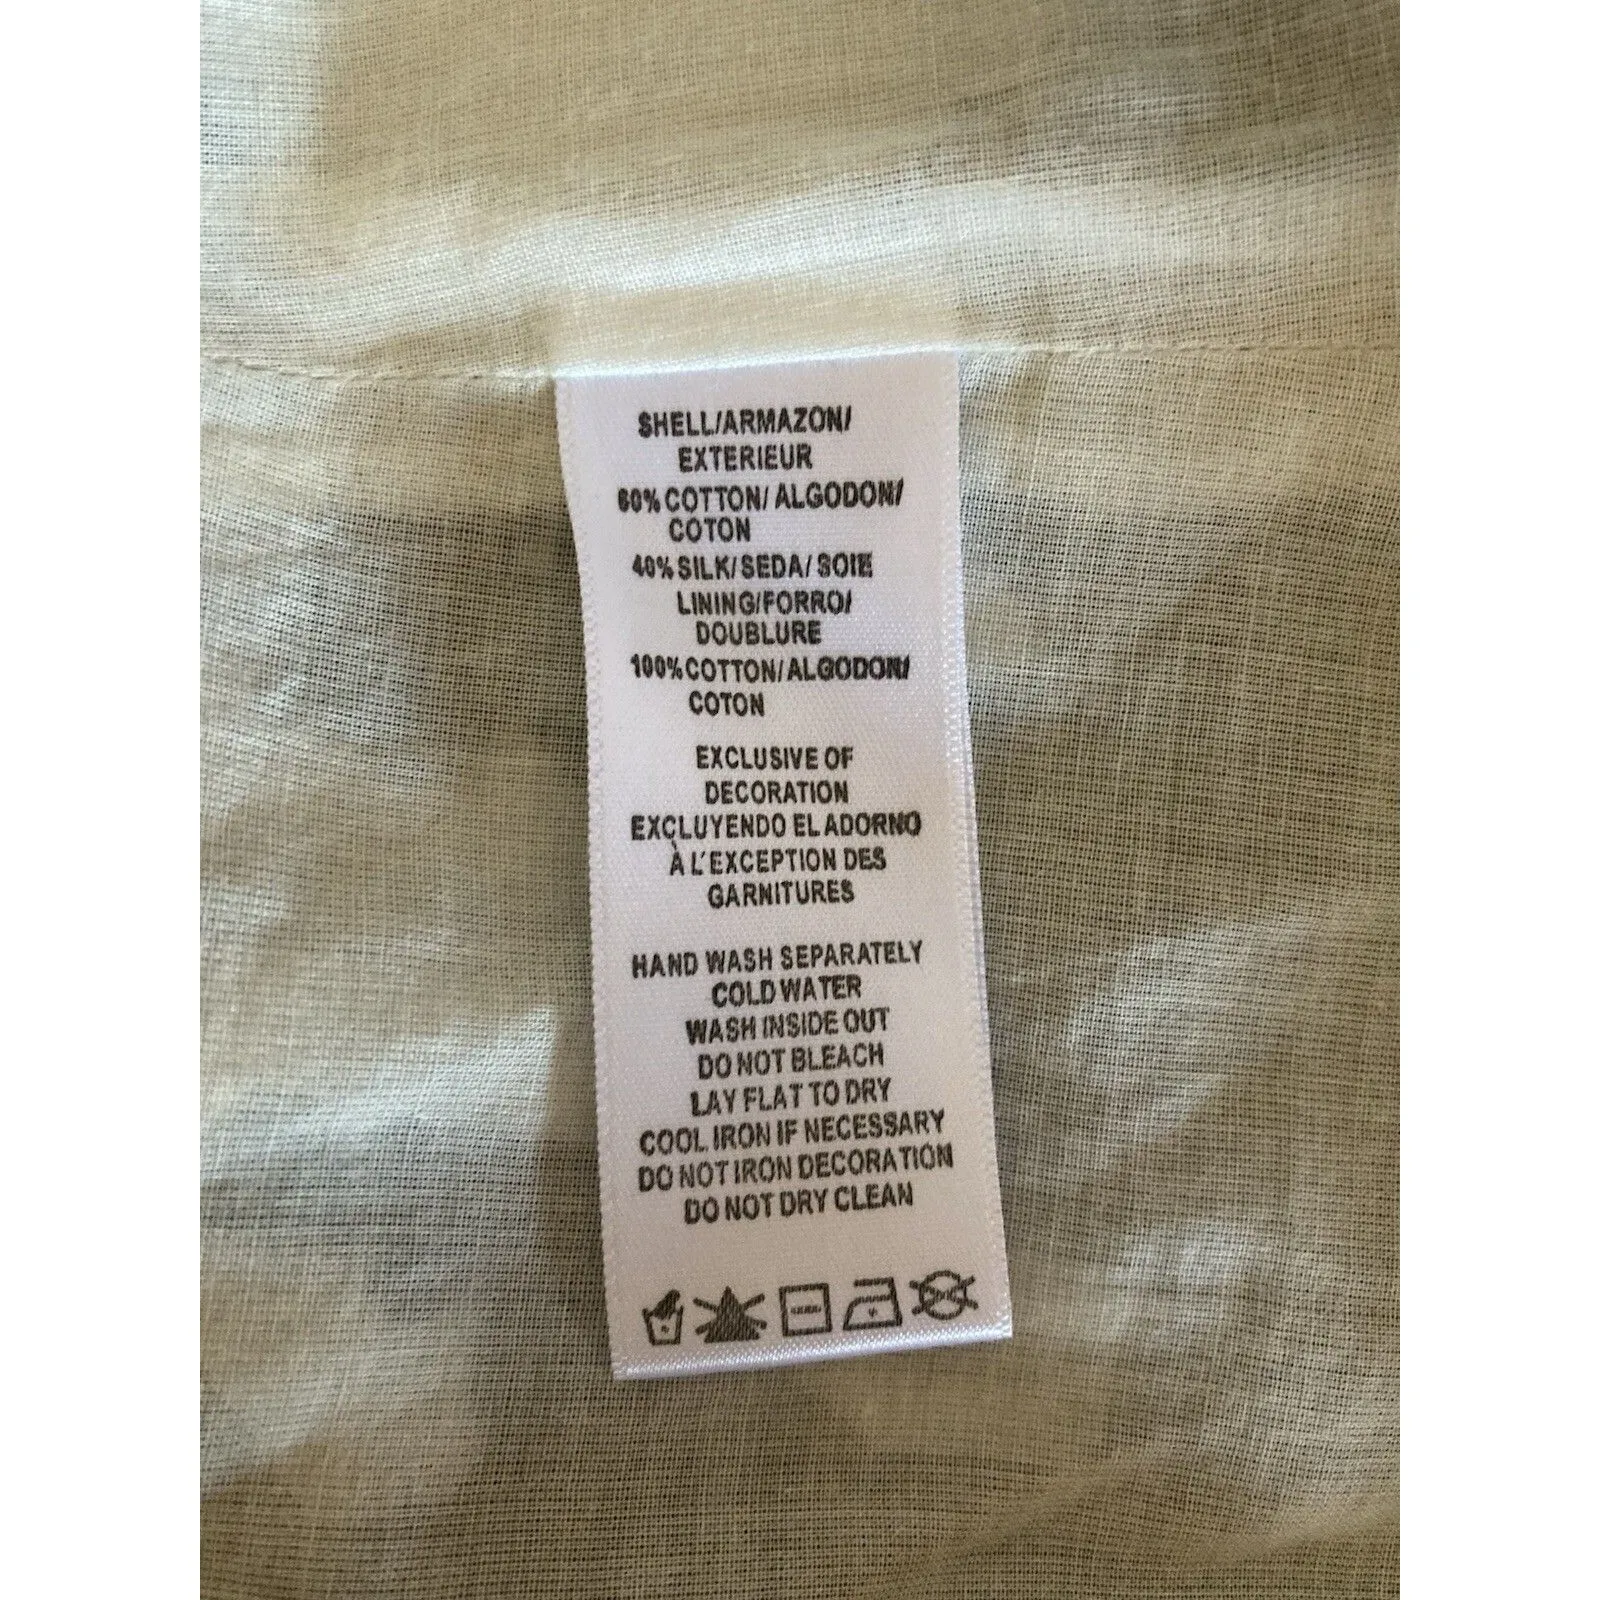 SHELL/ARMAZON/
EXTERIEUR
60% COTTON/ ALGODON/
COTON
40% SILK/ SEDA/ SOIE
LINING/FORRO/
DOUBLURE
100% COTTON/ ALGODON/
COTON
EXCLUSIVE OF
DECORATION
EXCLUYENDO EL ADORNO
À L'EXCEPTION DES
GARNITURES
HAND WASH SEPARATELY
COLD WATER
WASH INSIDE OUT
DO NOT BLEACH
LAY FLAT TO DRY
COOL IRON IF NECESSARY
DO NOT IRON DECORATION
DO NOT DRY CLEAN